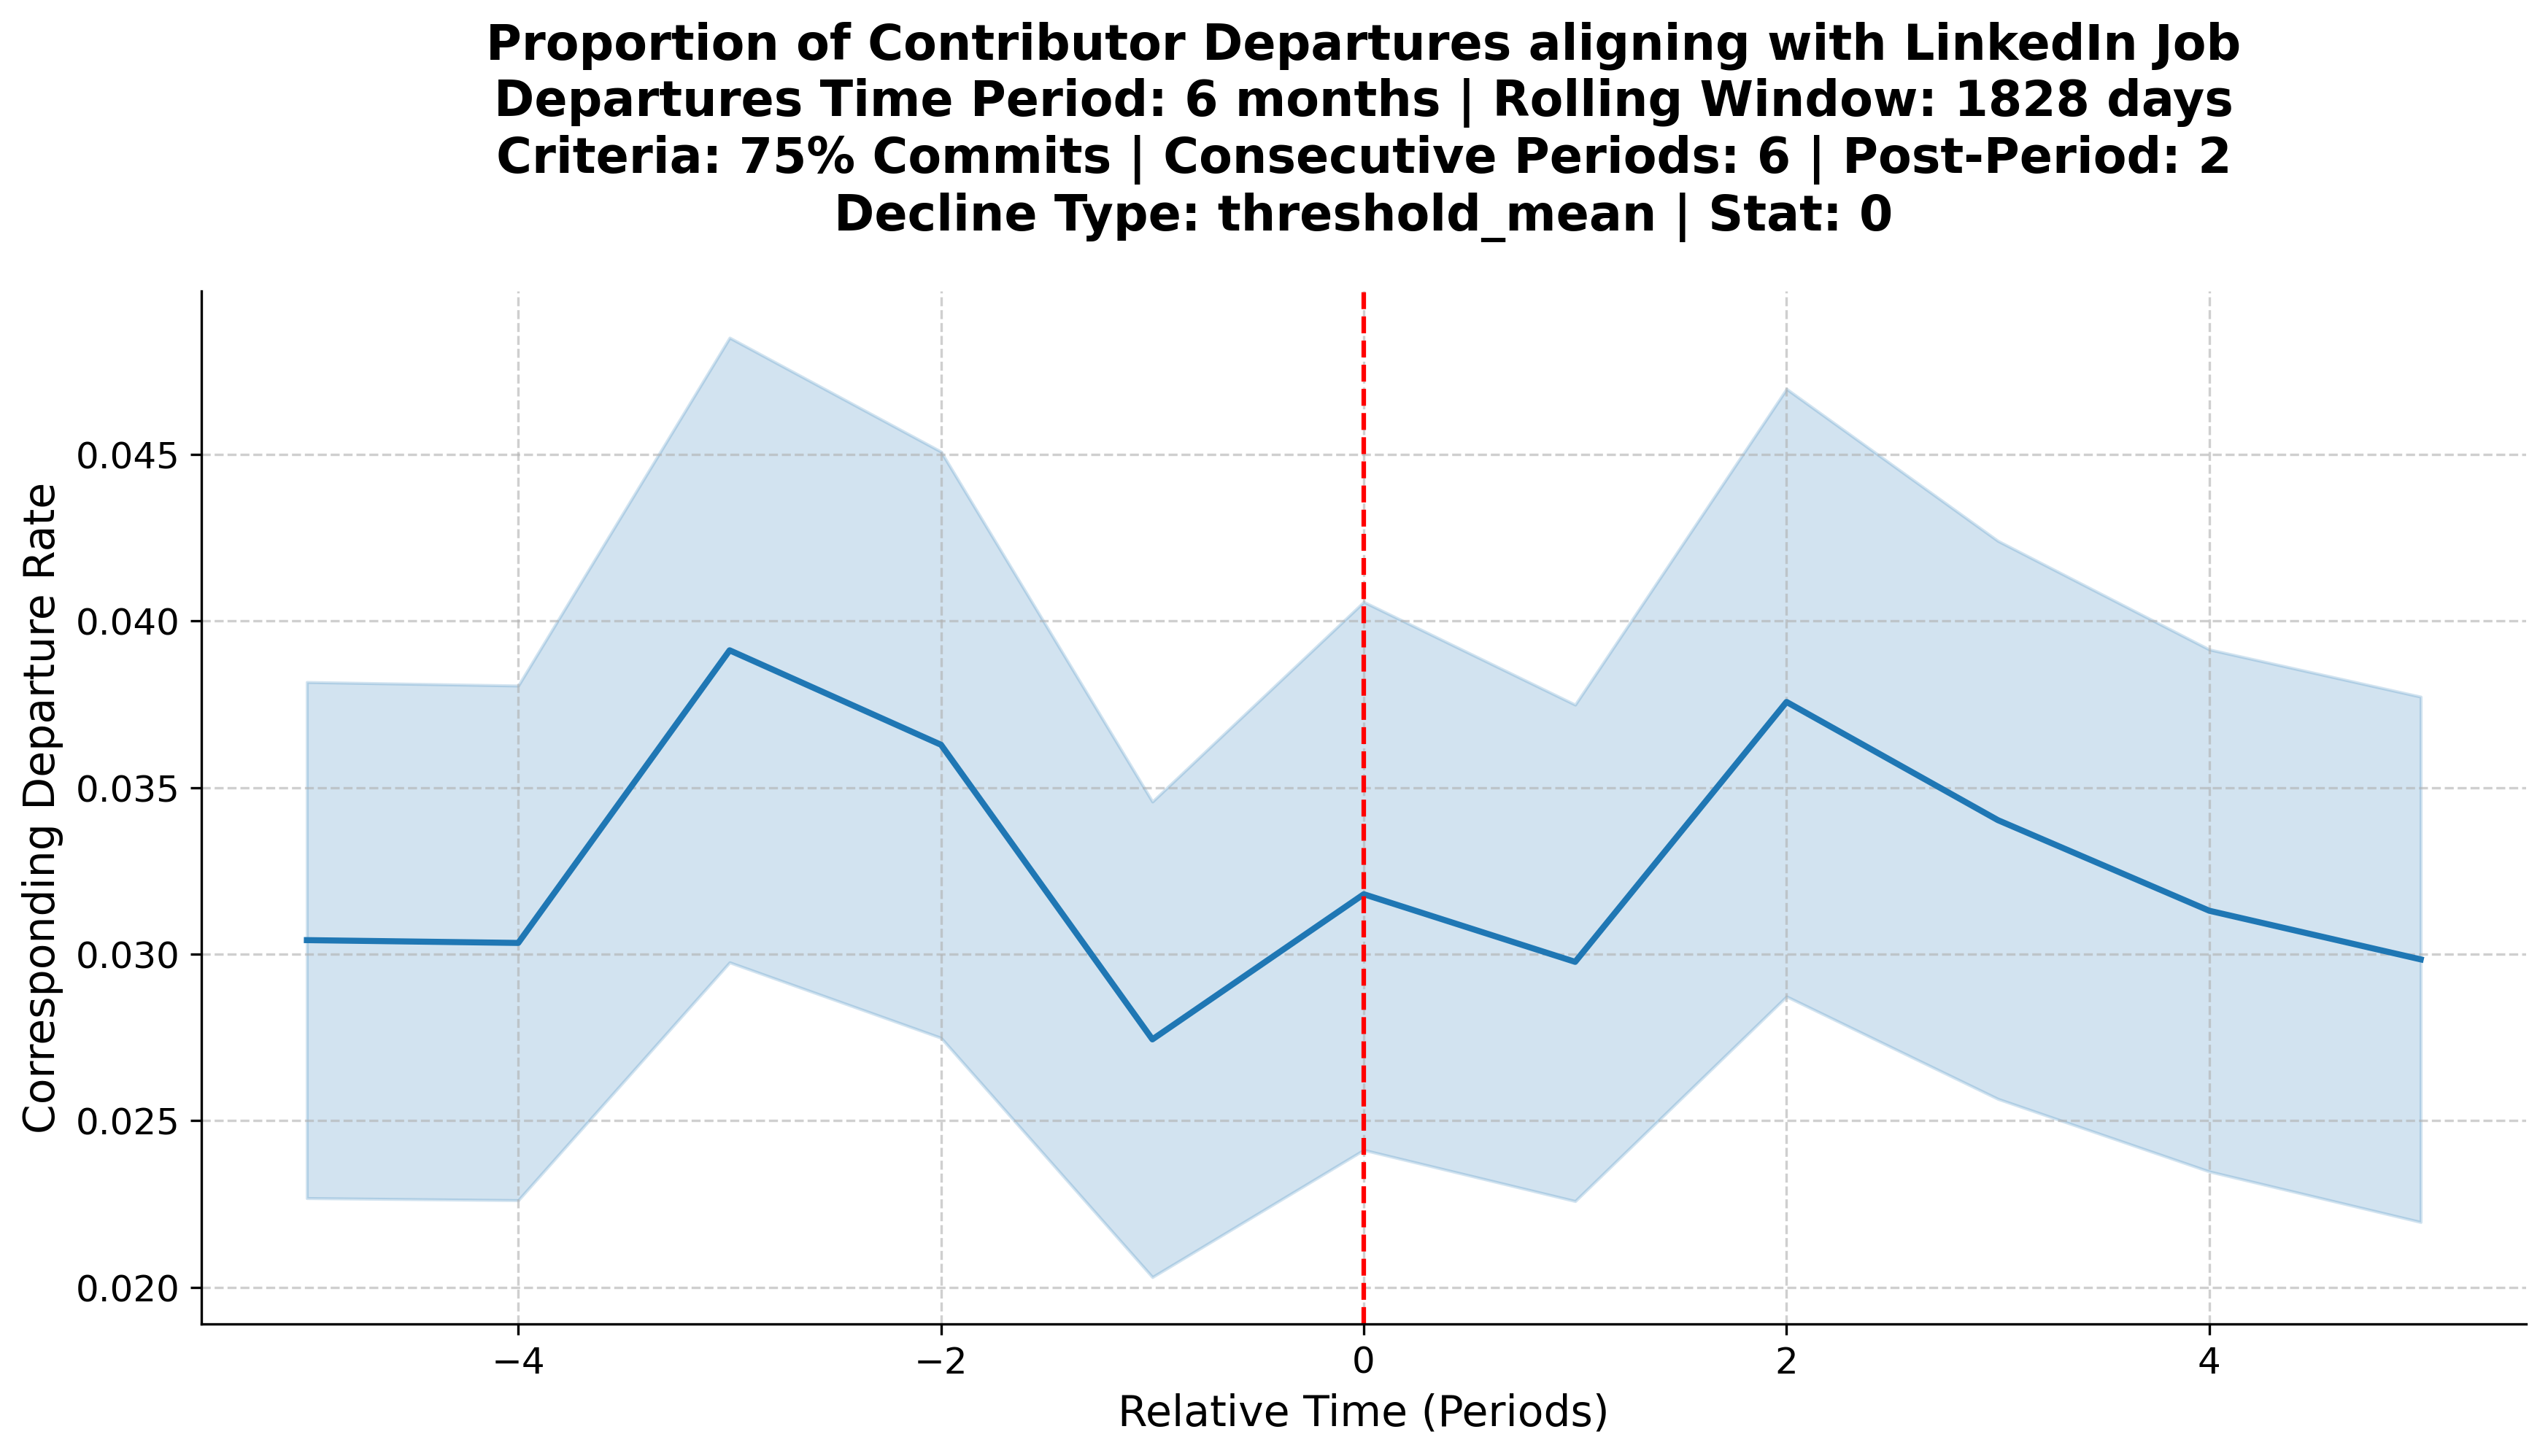 Proportion of Contributor Departures aligning with LinkedIn Job
Departures Time Period: 6 months | Rolling Window: 1828 days
Criteria: 75% Commits | Consecutive Periods: 6 | Post-Period: 2
Decline Type: threshold_mean | Stat: 0
Corresponding Departure Rate
0.045
0.040
0.035
0.030
0.025
0.020
−4
−2
0
2
4
Relative Time (Periods)